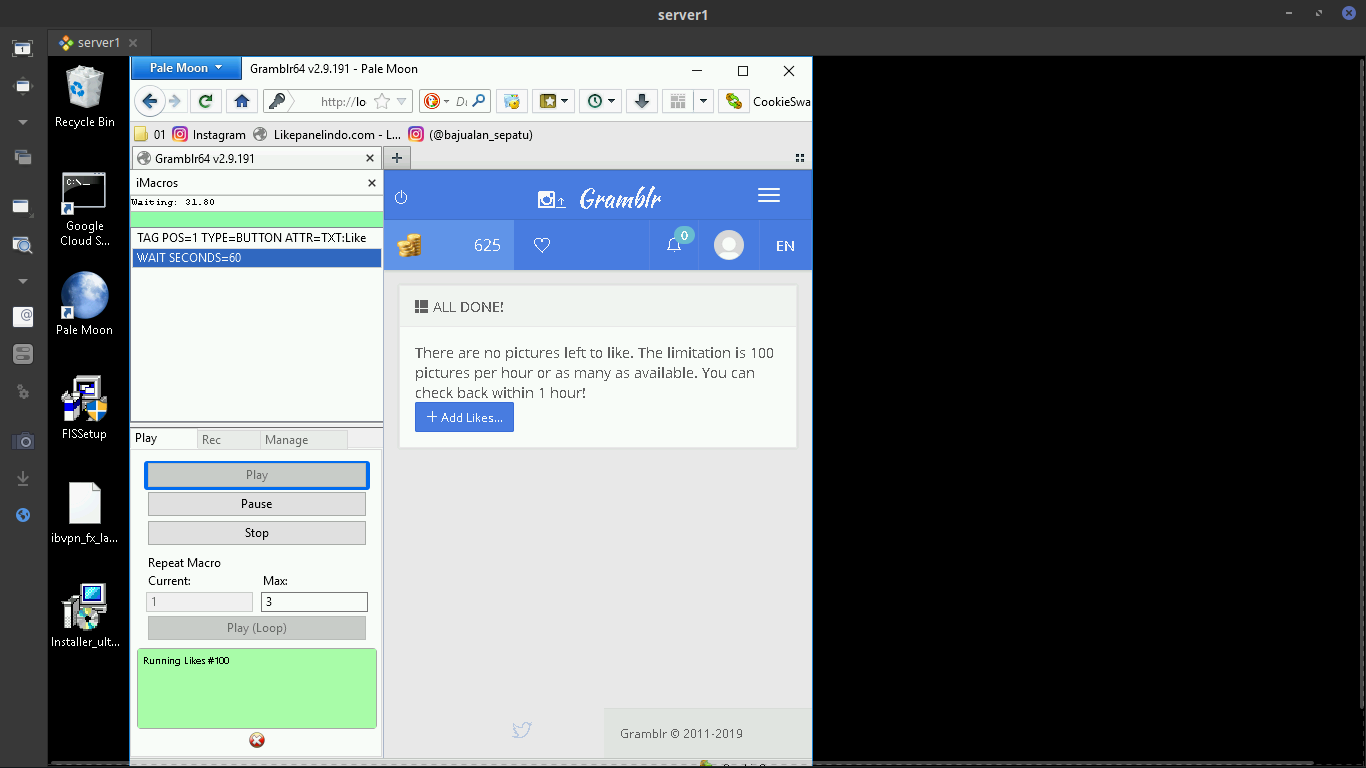 server1
server1
Recycle Bin
Google
Cloud S...
Pale Moon
FISSetup
ibvpn_fx_la...
Installer_ult...
Pale Moon
Gramblr64 v2.9.191 - Pale Moon
http://lo
CookieSwa
01
Instagram
Likepanelindo.com - L...
(@bajualan_sepatu)
Gramblr64 v2.9.191
iMacros
Waiting: 31.80
TAG POS=1 TYPE=BUTTON ATTR=TXT:Like
WAIT SECONDS=60
Play
Rec
Manage
Play
Pause
Stop
Repeat Macro
Current:
Max:
1
3
Play (Loop)
Running Likes #100
Gramblr
625
0
EN
ALL DONE!
There are no pictures left to like. The limitation is 100
pictures per hour or as many as available. You can
check back within 1 hour!
+ Add Likes...
Gramblr © 2011-2019